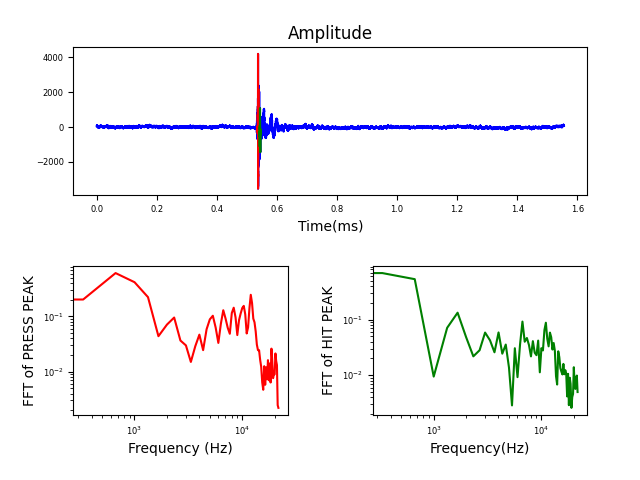 Amplitude
4000
2000
0
−2000
0.0 0.2 0.4 0.6 0.8 1.0 1.2 1.4 1.6
Time(ms)
FFT of PRESS PEAK
10⁻¹
10⁻²
10³ 10⁴
Frequency (Hz)
FFT of HIT PEAK
10⁻¹
10⁻²
10³ 10⁴
Frequency(Hz)